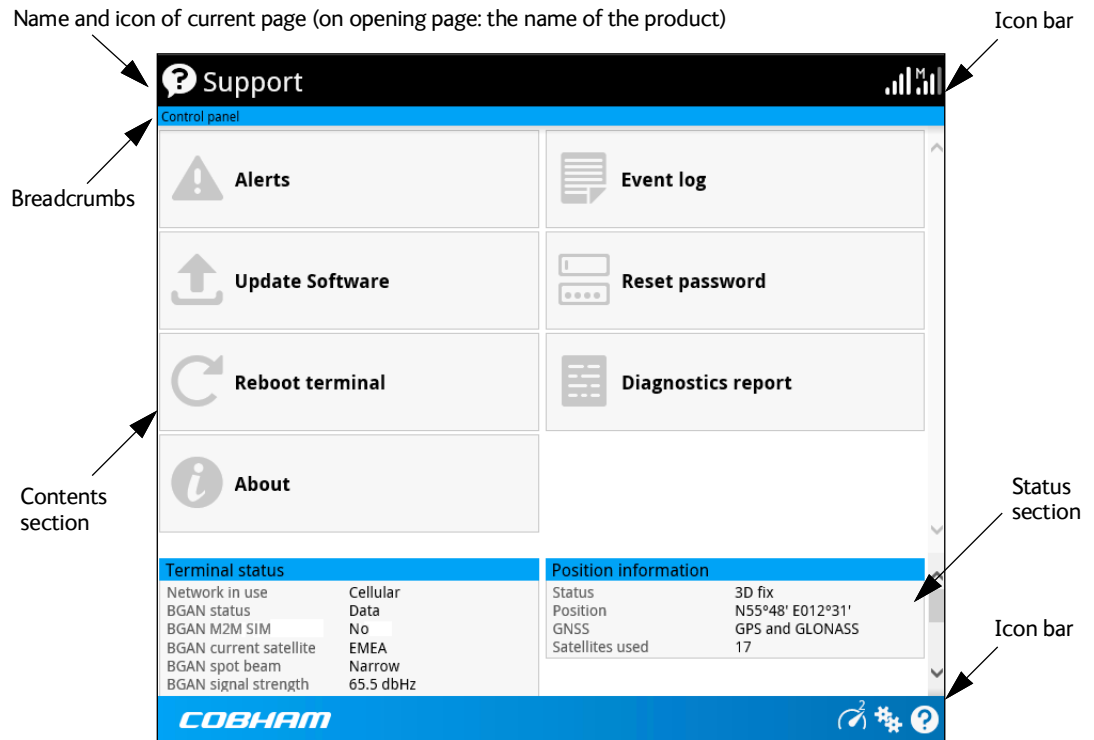 Name and icon of current page (on opening page: the name of the product)
Icon bar
Support
M
Control panel
Breadcrumbs
Alerts
Event log
Update Software
Reset password
Reboot terminal
Diagnostics report
Contents
section
About
Status
section
Terminal status
Network in use Cellular
BGAN status Data
BGAN M2M SIM No
BGAN current satellite EMEA
BGAN spot beam Narrow
BGAN signal strength 65.5 dbHz
Position information
Status 3D fix
Position N55°48' E012°31'
GNSS GPS and GLONASS
Satellites used 17
Icon bar
COBHAM
2